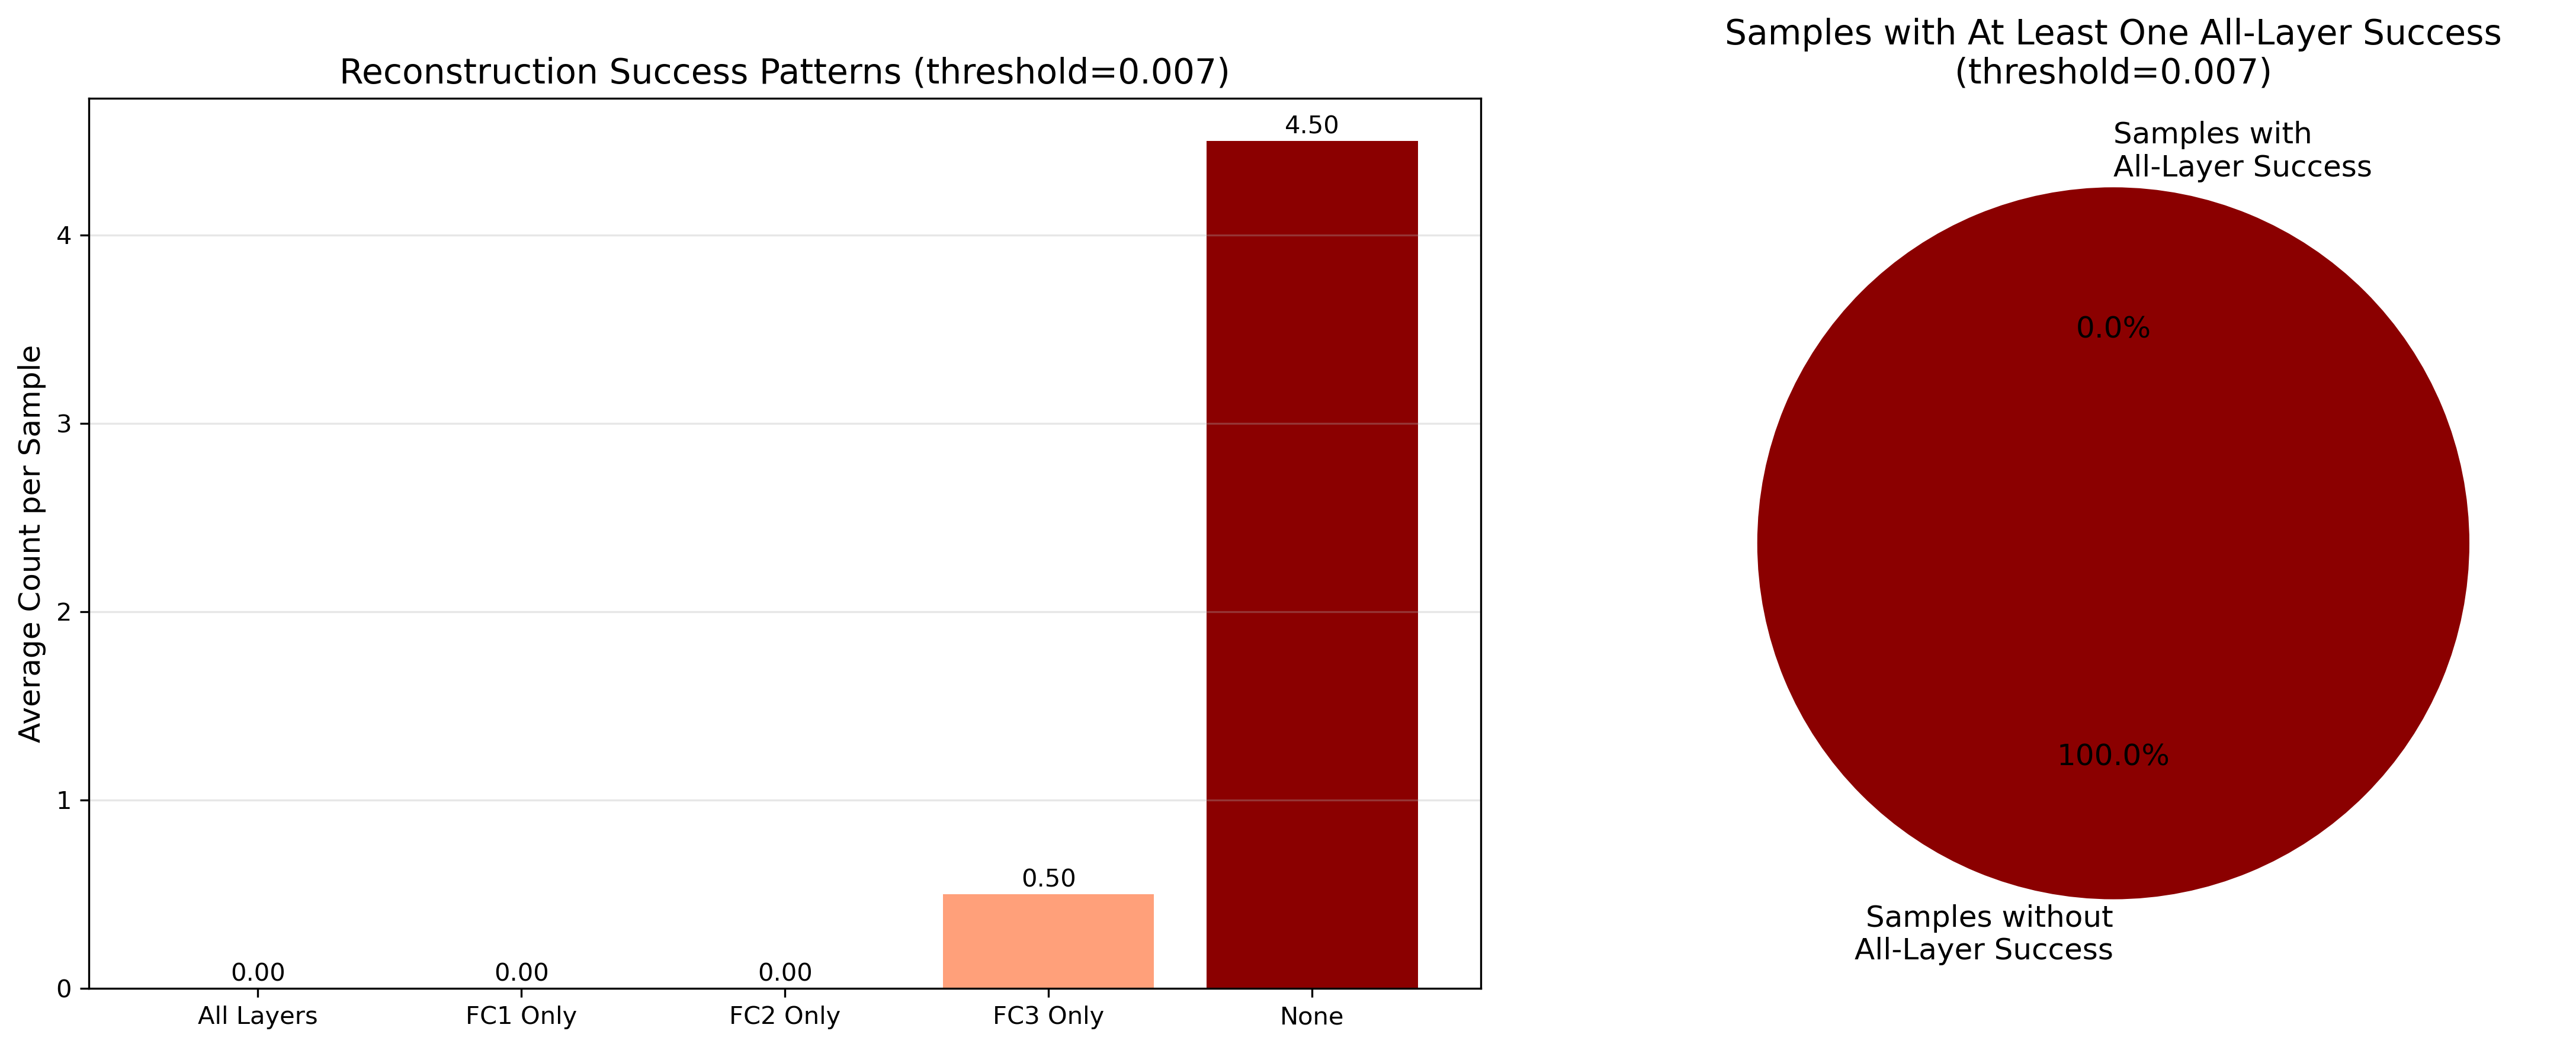 Reconstruction Success Patterns (threshold=0.007)
Average Count per Sample
4
3
2
1
0
0.00
0.00
0.00
0.50
4.50
All Layers
FC1 Only
FC2 Only
FC3 Only
None
Samples with At Least One All-Layer Success
(threshold=0.007)
Samples with
All-Layer Success
0.0%
100.0%
Samples without
All-Layer Success